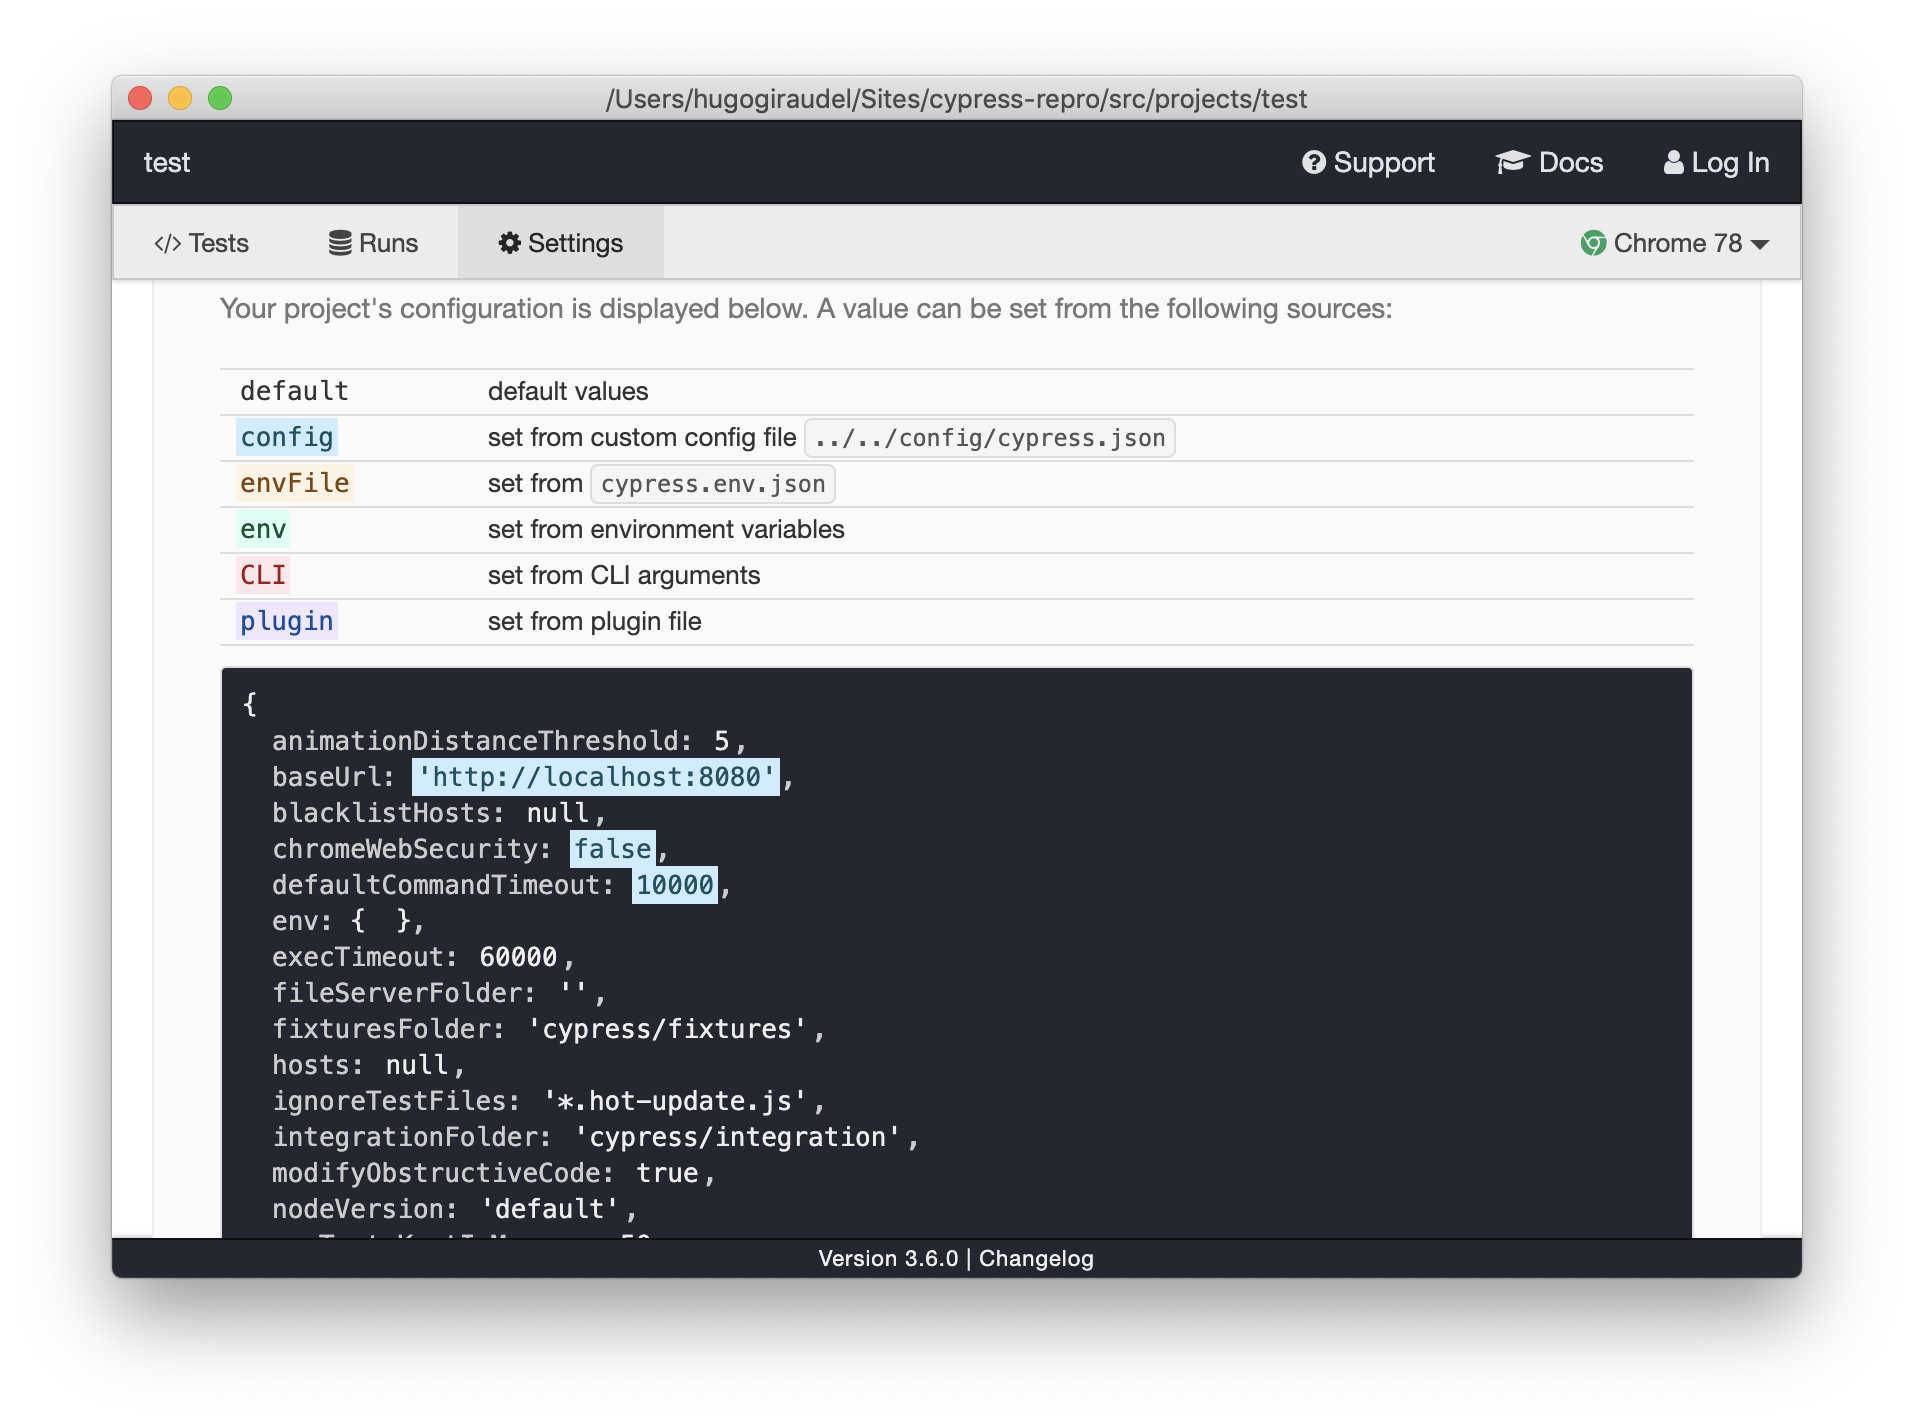 /Users/hugogiraudel/Sites/cypress-repro/src/projects/test
test Support Docs Log In
</> Tests Runs Settings Chrome 78
Your project's configuration is displayed below. A value can be set from the following sources:
default default values
config set from custom config file ../../config/cypress.json
envFile set from cypress.env.json
env set from environment variables
CLI set from CLI arguments
plugin set from plugin file
{
animationDistanceThreshold: 5,
baseUrl: 'http://localhost:8080',
blacklistHosts: null,
chromeWebSecurity: false,
defaultCommandTimeout: 10000,
env: { },
execTimeout: 60000,
fileServerFolder: '',
fixturesFolder: 'cypress/fixtures',
hosts: null,
ignoreTestFiles: '*.hot-update.js',
integrationFolder: 'cypress/integration',
modifyObstructiveCode: true,
nodeVersion: 'default',
Version 3.6.0 | Changelog